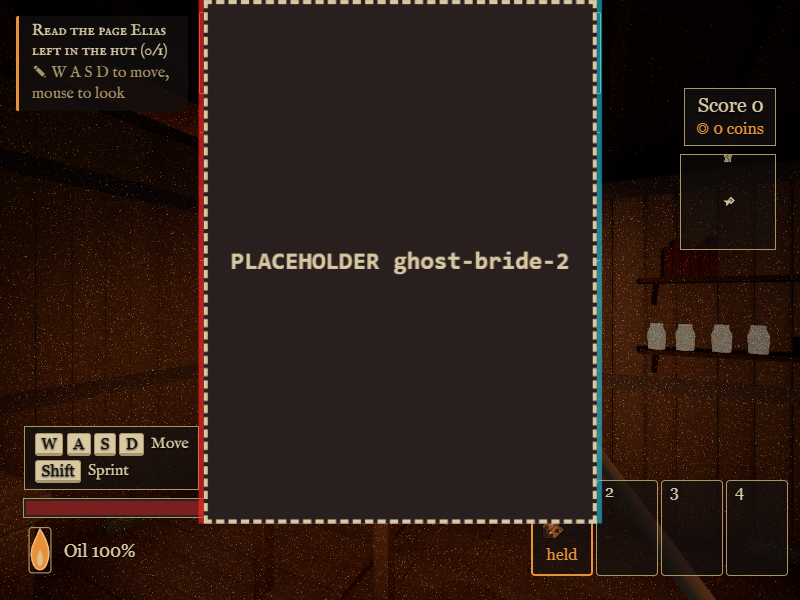 Read the page Elias
left in the hut (0/1)
W A S D to move,
mouse to look
Score 0
0 coins
PLACEHOLDER ghost-bride-2
W A S D Move
Shift Sprint
Oil 100%
held
2
3
4